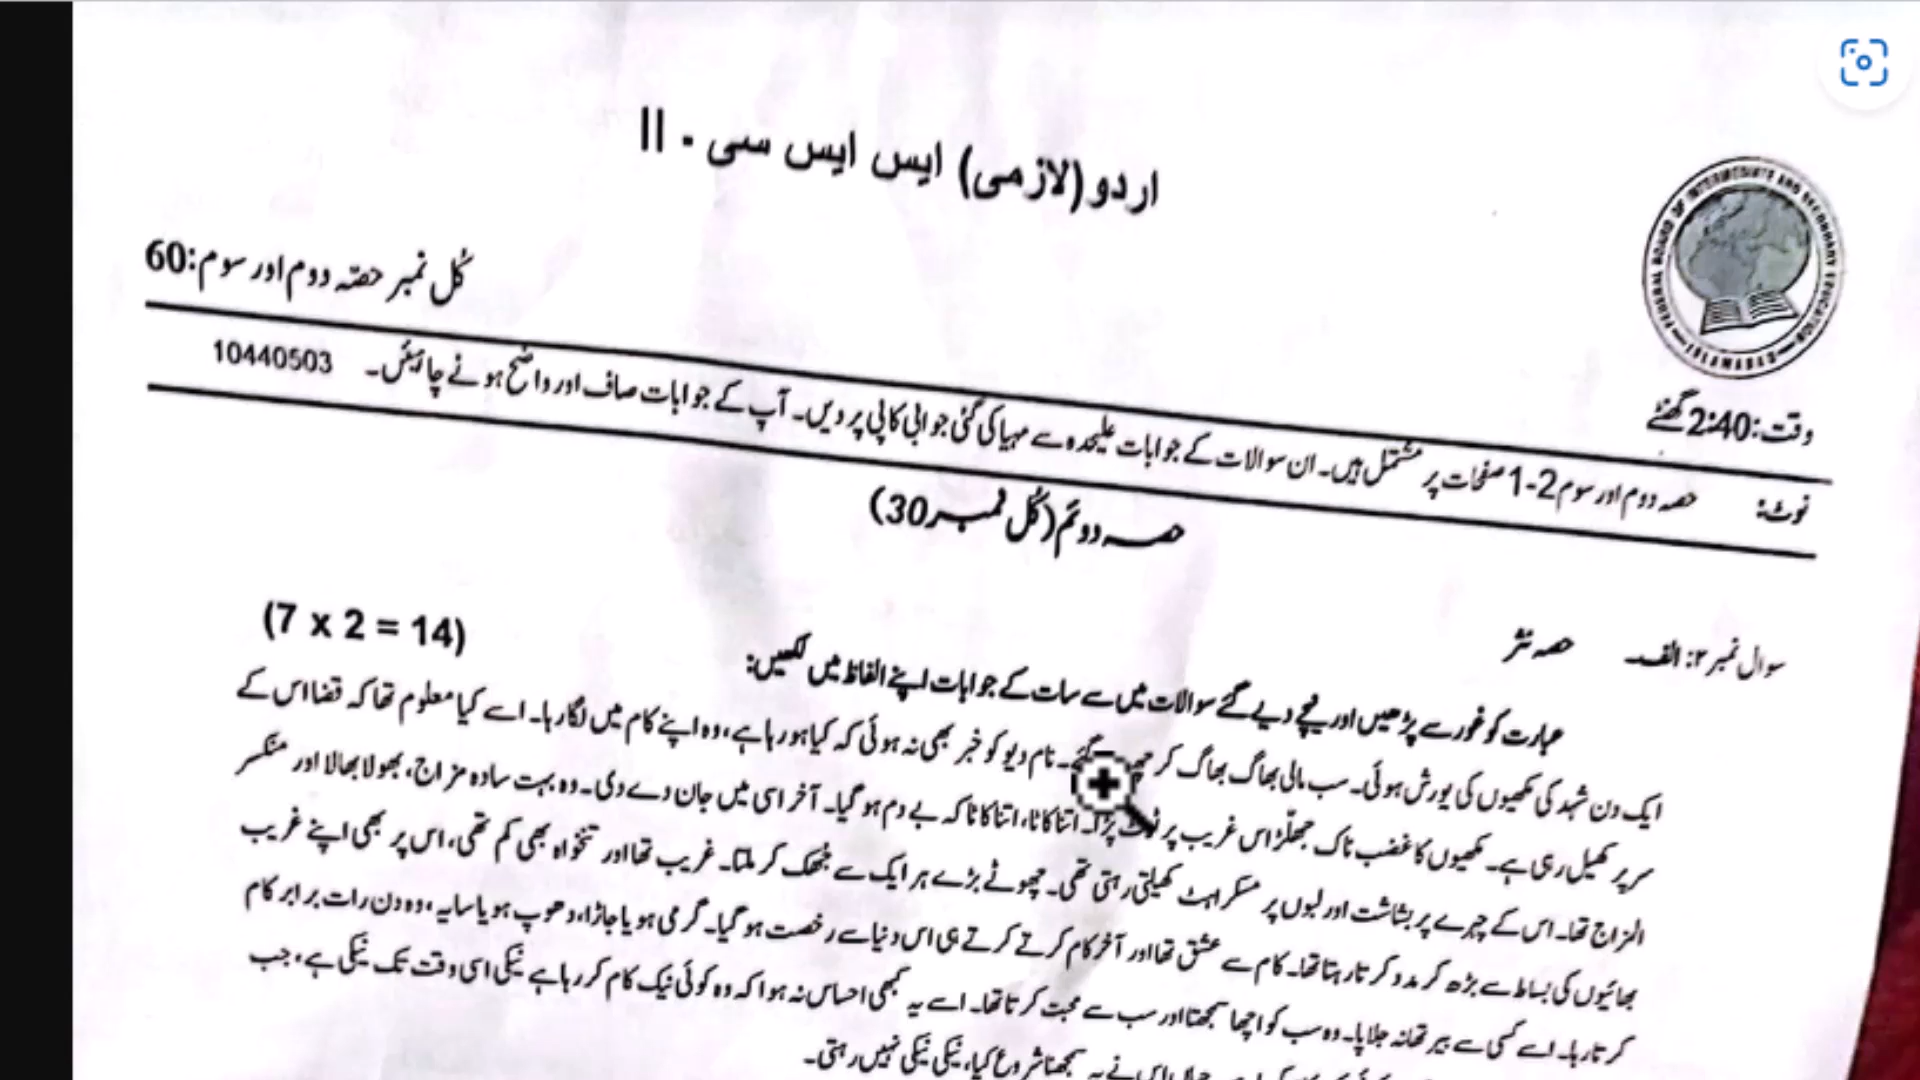 اردو (لازمی) ایس ایس سی - II
کُل نمبر حصّہ دوم اور سوم: 60
FEDERAL BOARD OF INTERMEDIATE AND SECONDARY EDUCATION ISLAMABAD
وقت: 2:40 گھنٹے
نوٹ: حصہ دوم اور سوم 2-1 صفحات پر مشتمل ہیں۔ ان سوالات کے جوابات علیحدہ سے مہیا کی گئی جوابی کاپی پر دیں۔ آپ کے جوابات صاف اور واضح ہونے چاہئیں۔ 10440503
حصہ دوئم (کُل نمبر 30)
سوال نمبر ۲: الف۔ حصہ نثر
عبارت کو غور سے پڑھیں اور نیچے دیے گئے سوالات میں سے سات کے جوابات اپنے الفاظ میں لکھیں: (7 x 2 = 14)
ایک دن شہد کی مکھیوں کی یورش ہوئی۔ سب مالی بھاگ بھاگ کر گئے۔ نام دیو کو خبر بھی نہ ہوئی کہ کیا ہو رہا ہے، وہ اپنے کام میں لگا رہا۔ اسے کیا معلوم تھا کہ قضا اس کے
سر پر کھیل رہی ہے۔ مکھیوں کا غضب ناک جھلّڑ اس غریب پر پڑا۔ اتنا کاٹا، اتنا کاٹا کہ بے دم ہو گیا۔ آخر اسی میں جان دے دی۔ وہ بہت سادہ مزاج، بھولا بھالا اور منکسر
المزاج تھا۔ اس کے چہرے پر بشاشت اور لبوں پر مسکراہٹ کھیلتی رہتی تھی۔ چھوٹے بڑے ہر ایک سے جُھک کر ملتا۔ غریب تھا اور تنخواہ بھی کم تھی، اس پر بھی اپنے غریب
بھائیوں کی بساط سے بڑھ کر مدد کرتا رہتا تھا۔ کام سے عشق تھا اور آخر کام کرتے کرتے ہی اس دنیا سے رخصت ہو گیا۔ گرمی ہو یا جاڑا، دھوپ ہو یا سایہ، وہ دن رات برابر کام
کرتا رہا۔ اسے کسی سے بیر تھا نہ جلاپا۔ وہ سب کو اچھا سمجھتا اور سب سے محبت کرتا تھا۔ اسے یہ کبھی احساس نہ ہوا کہ وہ کوئی نیک کام کر رہا ہے نیکی اسی وقت تک نیکی ہے، جب
نے یہ سمجھنا شروع کیا، نیکی نیکی نہیں رہتی۔